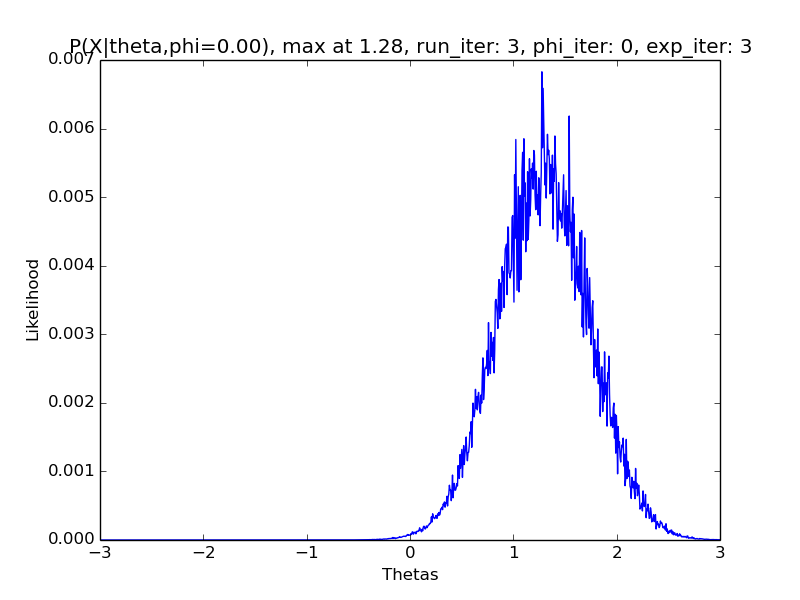 P(X|theta,phi=0.00), max at 1.28, run_iter: 3, phi_iter: 0, exp_iter: 3
0.007
0.006
0.005
0.004
0.003
0.002
0.001
0.000
Likelihood
−3 −2 −1 0 1 2 3
Thetas